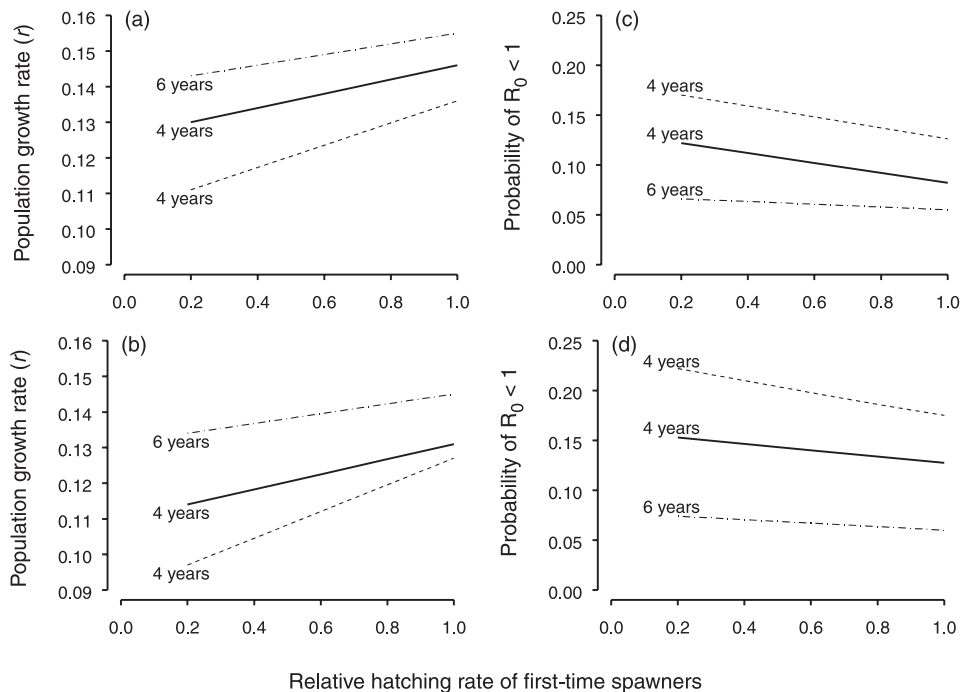 (a)
Population growth rate (r)
0.16
0.15
0.14
0.13
0.12
0.11
0.10
0.09
6 years
4 years
4 years
0.0 0.2 0.4 0.6 0.8 1.0
(c)
Probability of R0 < 1
0.25
0.20
0.15
0.10
0.05
0.00
4 years
4 years
6 years
0.0 0.2 0.4 0.6 0.8 1.0
(b)
Population growth rate (r)
0.16
0.15
0.14
0.13
0.12
0.11
0.10
0.09
6 years
4 years
4 years
0.0 0.2 0.4 0.6 0.8 1.0
(d)
Probability of R0 < 1
0.25
0.20
0.15
0.10
0.05
0.00
4 years
4 years
6 years
0.0 0.2 0.4 0.6 0.8 1.0
Relative hatching rate of first-time spawners